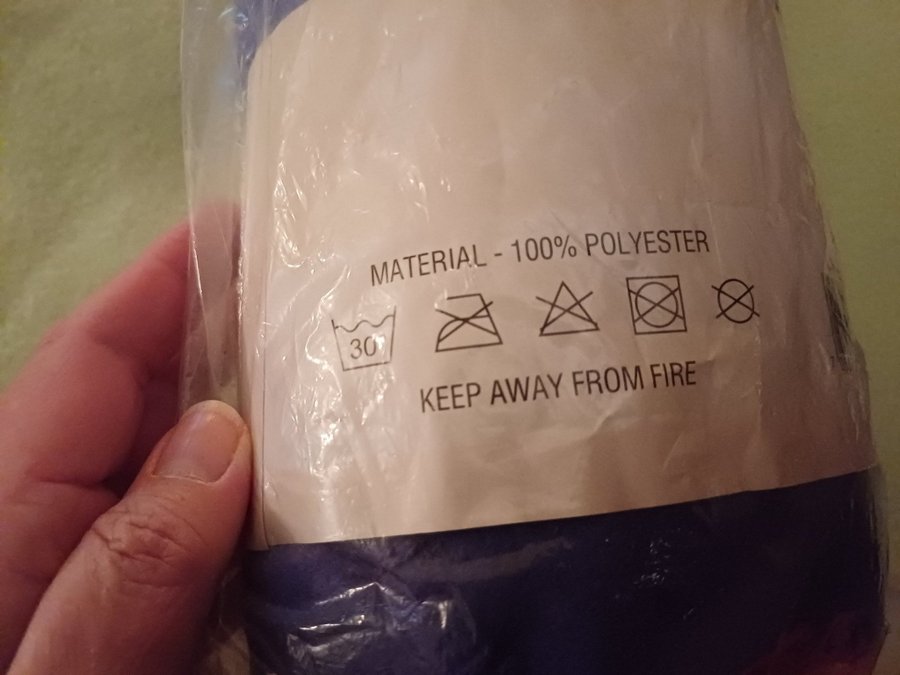 MATERIAL - 100% POLYESTER
30
KEEP AWAY FROM FIRE